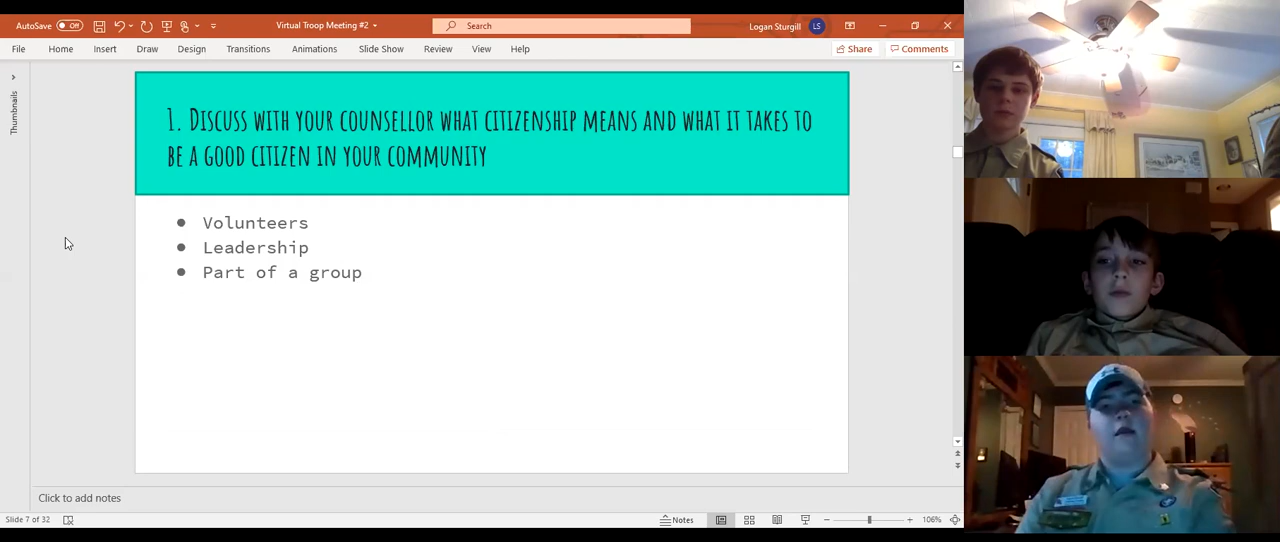 AutoSave Off Virtual Troop Meeting #2 Search Logan Sturgill LS
File Home Insert Draw Design Transitions Animations Slide Show Review View Help Share Comments
Thumbnails
1. Discuss with your counsellor what citizenship means and what it takes to
be a good citizen in your community
● Volunteers
● Leadership
● Part of a group
Click to add notes
Slide 7 of 32 Notes 106%